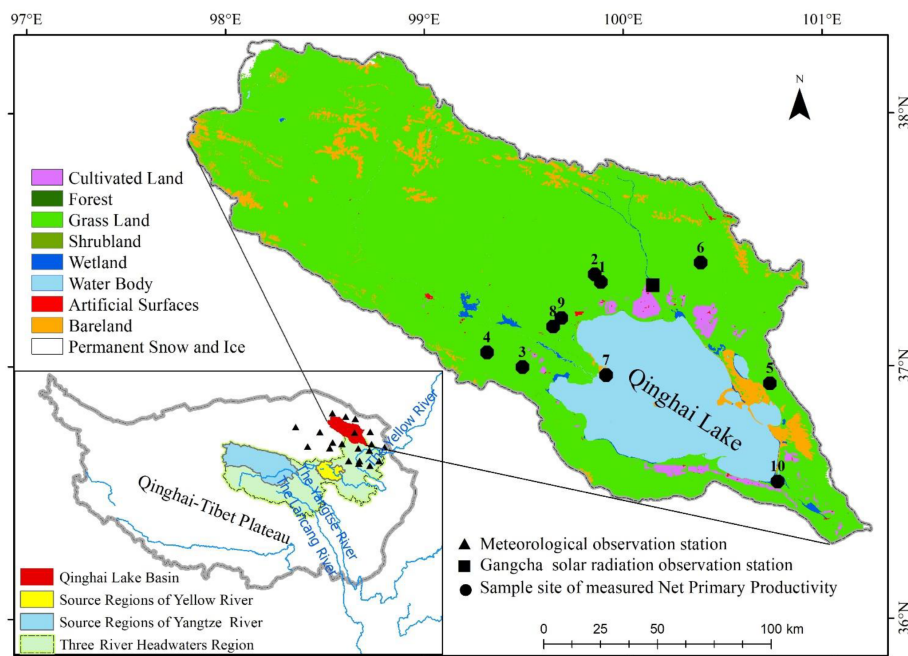 97°E 98°E 99°E 100°E 101°E
N
38°N
37°N
36°N
Cultivated Land
Forest
Grass Land
Shrubland
Wetland
Water Body
Artificial Surfaces
Bareland
Permanent Snow and Ice
6
2
1
9
8
4
3
7
5
10
Qinghai Lake
The Yellow River
The Yangtse River
The Lancang River
Qinghai-Tibet Plateau
Qinghai Lake Basin
Source Regions of Yellow River
Source Regions of Yangtze River
Three River Headwaters Region
Meteorological observation station
Gangcha solar radiation observation station
Sample site of measured Net Primary Productivity
0 25 50 100 km